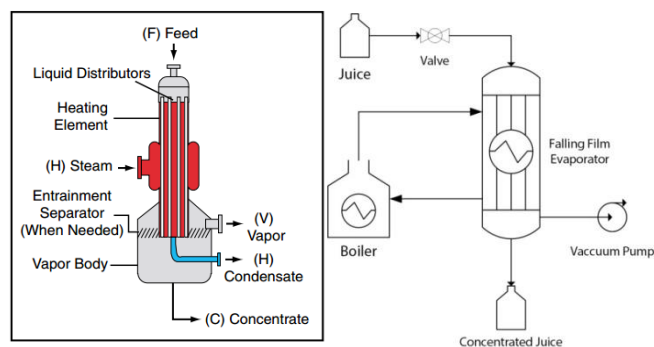 (F) Feed
Liquid Distributors
Heating
Element
(H) Steam
Entrainment
Separator
(When Needed)
(V)
Vapor
Vapor Body
(H)
Condensate
(C) Concentrate
Juice
Valve
Falling Film
Evaporator
Boiler
Vaccuum Pump
Concentrated Juice